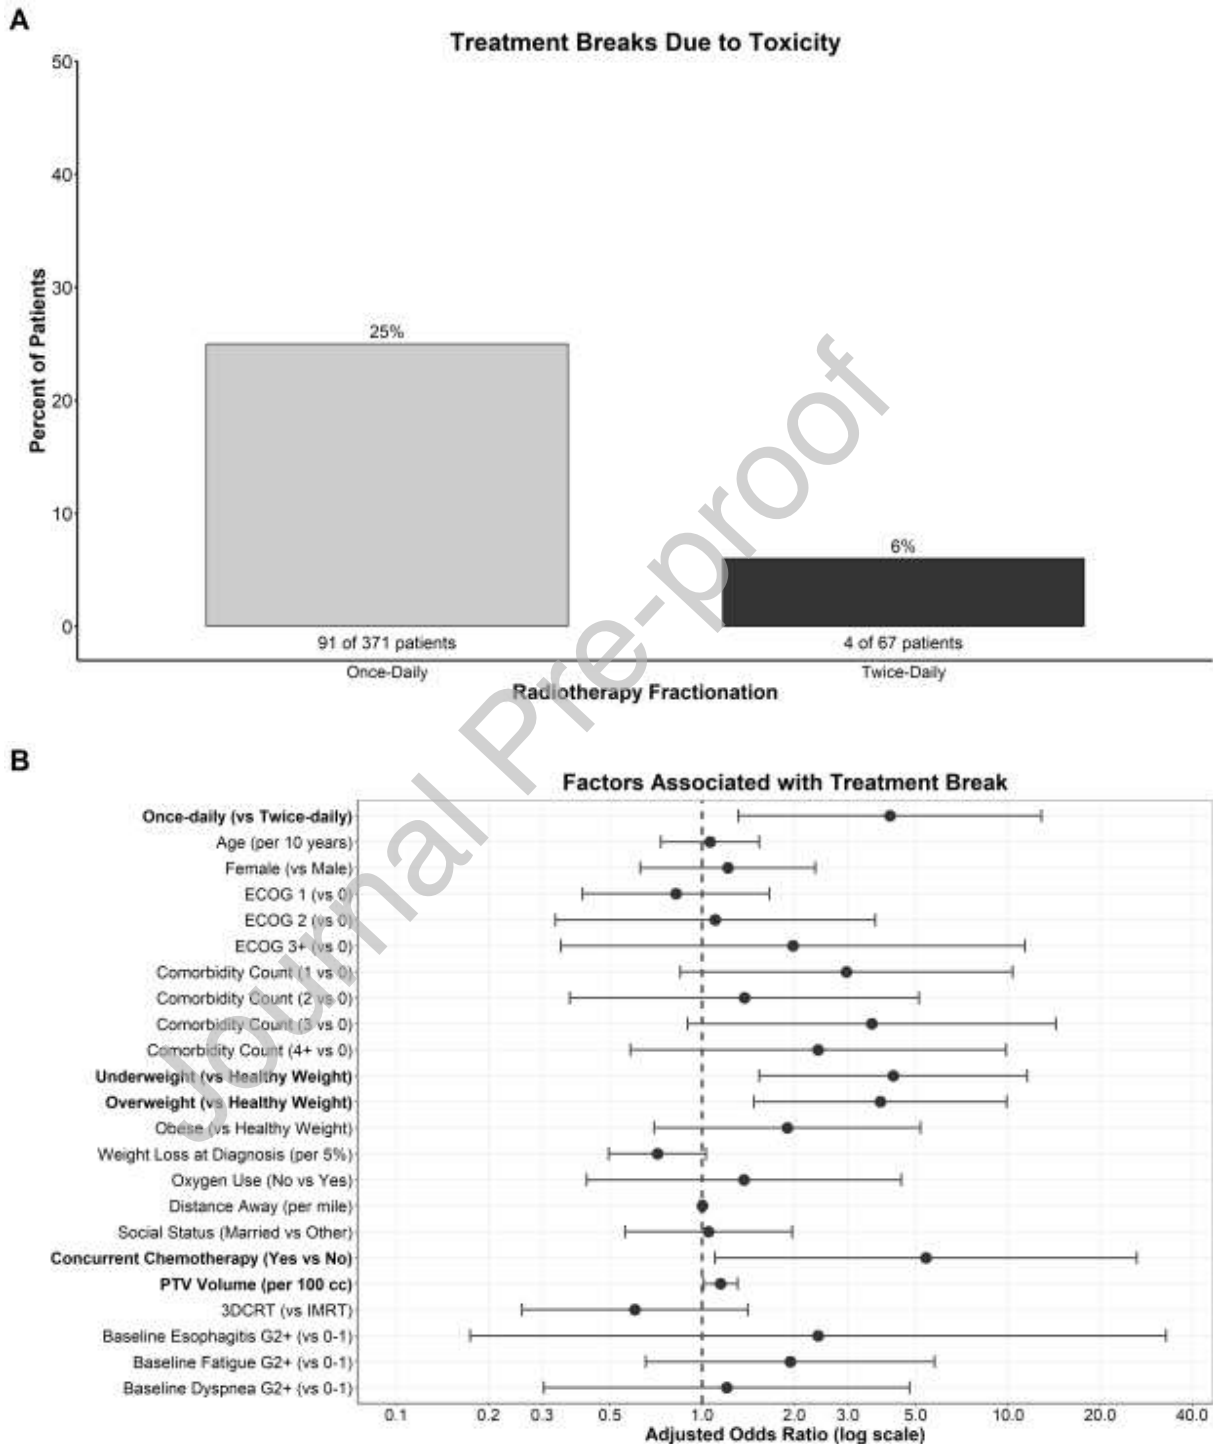 A
Treatment Breaks Due to Toxicity
50
40
30
20
10
0
Percent of Patients
25%
6%
91 of 371 patients
4 of 67 patients
Once-Daily
Twice-Daily
Radiotherapy Fractionation
Journal Pre-proof
B
Factors Associated with Treatment Break
Once-daily (vs Twice-daily)
Age (per 10 years)
Female (vs Male)
ECOG 1 (vs 0)
ECOG 2 (vs 0)
ECOG 3+ (vs 0)
Comorbidity Count (1 vs 0)
Comorbidity Count (2 vs 0)
Comorbidity Count (3 vs 0)
Comorbidity Count (4+ vs 0)
Underweight (vs Healthy Weight)
Overweight (vs Healthy Weight)
Obese (vs Healthy Weight)
Weight Loss at Diagnosis (per 5%)
Oxygen Use (No vs Yes)
Distance Away (per mile)
Social Status (Married vs Other)
Concurrent Chemotherapy (Yes vs No)
PTV Volume (per 100 cc)
3DCRT (vs IMRT)
Baseline Esophagitis G2+ (vs 0-1)
Baseline Fatigue G2+ (vs 0-1)
Baseline Dyspnea G2+ (vs 0-1)
0.1 0.2 0.3 0.5 1.0 2.0 3.0 5.0 10.0 20.0 40.0
Adjusted Odds Ratio (log scale)